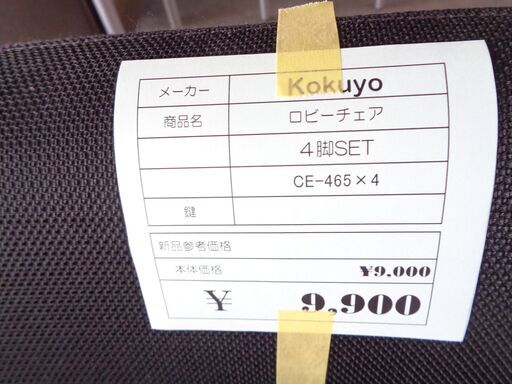 メーカー Kokuyo
商品名 ロビーチェア
４脚SET
CE-465×4
鍵
新品参考価格
本体価格 ¥9,000
¥ 9,900